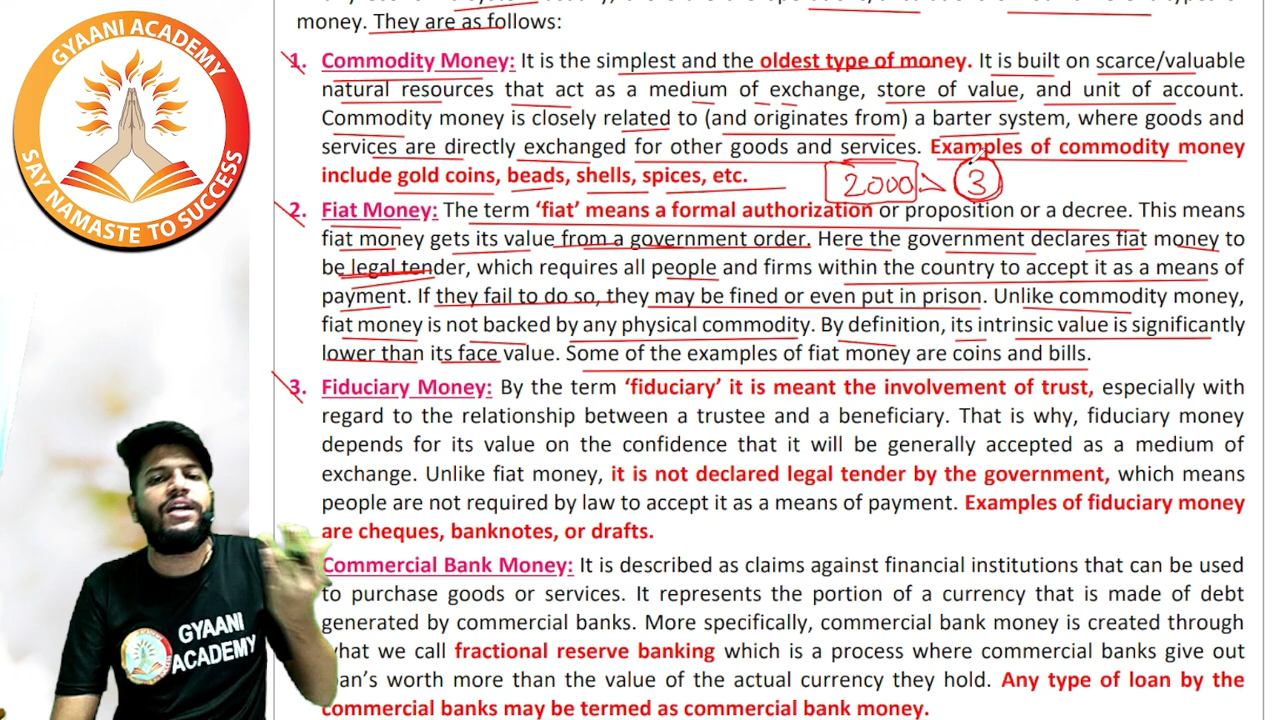 money. They are as follows:
1. Commodity Money: It is the simplest and the oldest type of money. It is built on scarce/valuable
natural resources that act as a medium of exchange, store of value, and unit of account.
Commodity money is closely related to (and originates from) a barter system, where goods and
services are directly exchanged for other goods and services. Examples of commodity money
include gold coins, beads, shells, spices, etc.
2000 3
2. Fiat Money: The term ‘fiat’ means a formal authorization or proposition or a decree. This means
fiat money gets its value from a government order. Here the government declares fiat money to
be legal tender, which requires all people and firms within the country to accept it as a means of
payment. If they fail to do so, they may be fined or even put in prison. Unlike commodity money,
fiat money is not backed by any physical commodity. By definition, its intrinsic value is significantly
lower than its face value. Some of the examples of fiat money are coins and bills.
3. Fiduciary Money: By the term ‘fiduciary’ it is meant the involvement of trust, especially with
regard to the relationship between a trustee and a beneficiary. That is why, fiduciary money
depends for its value on the confidence that it will be generally accepted as a medium of
exchange. Unlike fiat money, it is not declared legal tender by the government, which means
people are not required by law to accept it as a means of payment. Examples of fiduciary money
are cheques, banknotes, or drafts.
Commercial Bank Money: It is described as claims against financial institutions that can be used
to purchase goods or services. It represents the portion of a currency that is made of debt
generated by commercial banks. More specifically, commercial bank money is created through
what we call fractional reserve banking which is a process where commercial banks give out
loan’s worth more than the value of the actual currency they hold. Any type of loan by the
commercial banks may be termed as commercial bank money.
GYAANI ACADEMY
SAY NAMASTE TO SUCCESS
GYAANI
ACADEMY